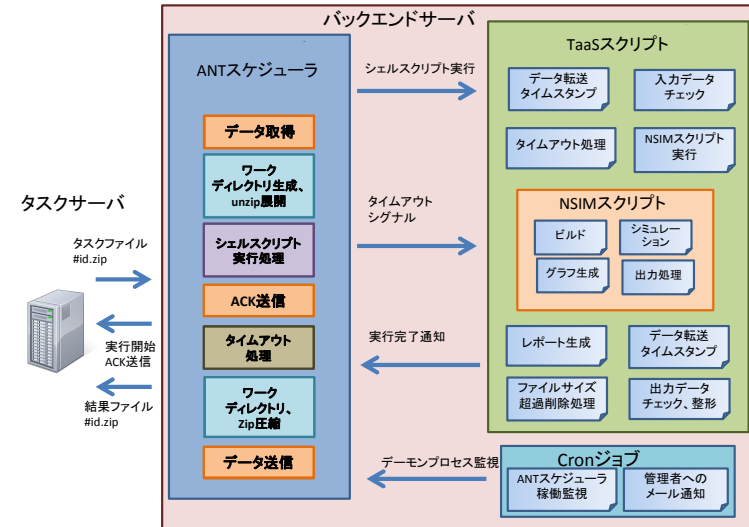 バックエンドサーバ
タスクサーバ
タスクファイル
#id.zip
実行開始
ACK送信
結果ファイル
#id.zip
ANTスケジューラ
データ取得
ワーク
ディレクトリ生成、
unzip展開
シェルスクリプト
実行処理
ACK送信
タイムアウト
処理
ワーク
ディレクトリ、
Zip圧縮
データ送信
シェルスクリプト実行
タイムアウト
シグナル
実行完了通知
デーモンプロセス監視
TaaSスクリプト
データ転送
タイムスタンプ
入力データ
チェック
タイムアウト処理
NSIMスクリプト
実行
NSIMスクリプト
ビルド
シミュレー
ション
グラフ生成
出力処理
レポート生成
データ転送
タイムスタンプ
ファイルサイズ
超過削除処理
出力データ
チェック、整形
Cronジョブ
ANTスケジューラ
稼働監視
管理者への
メール通知